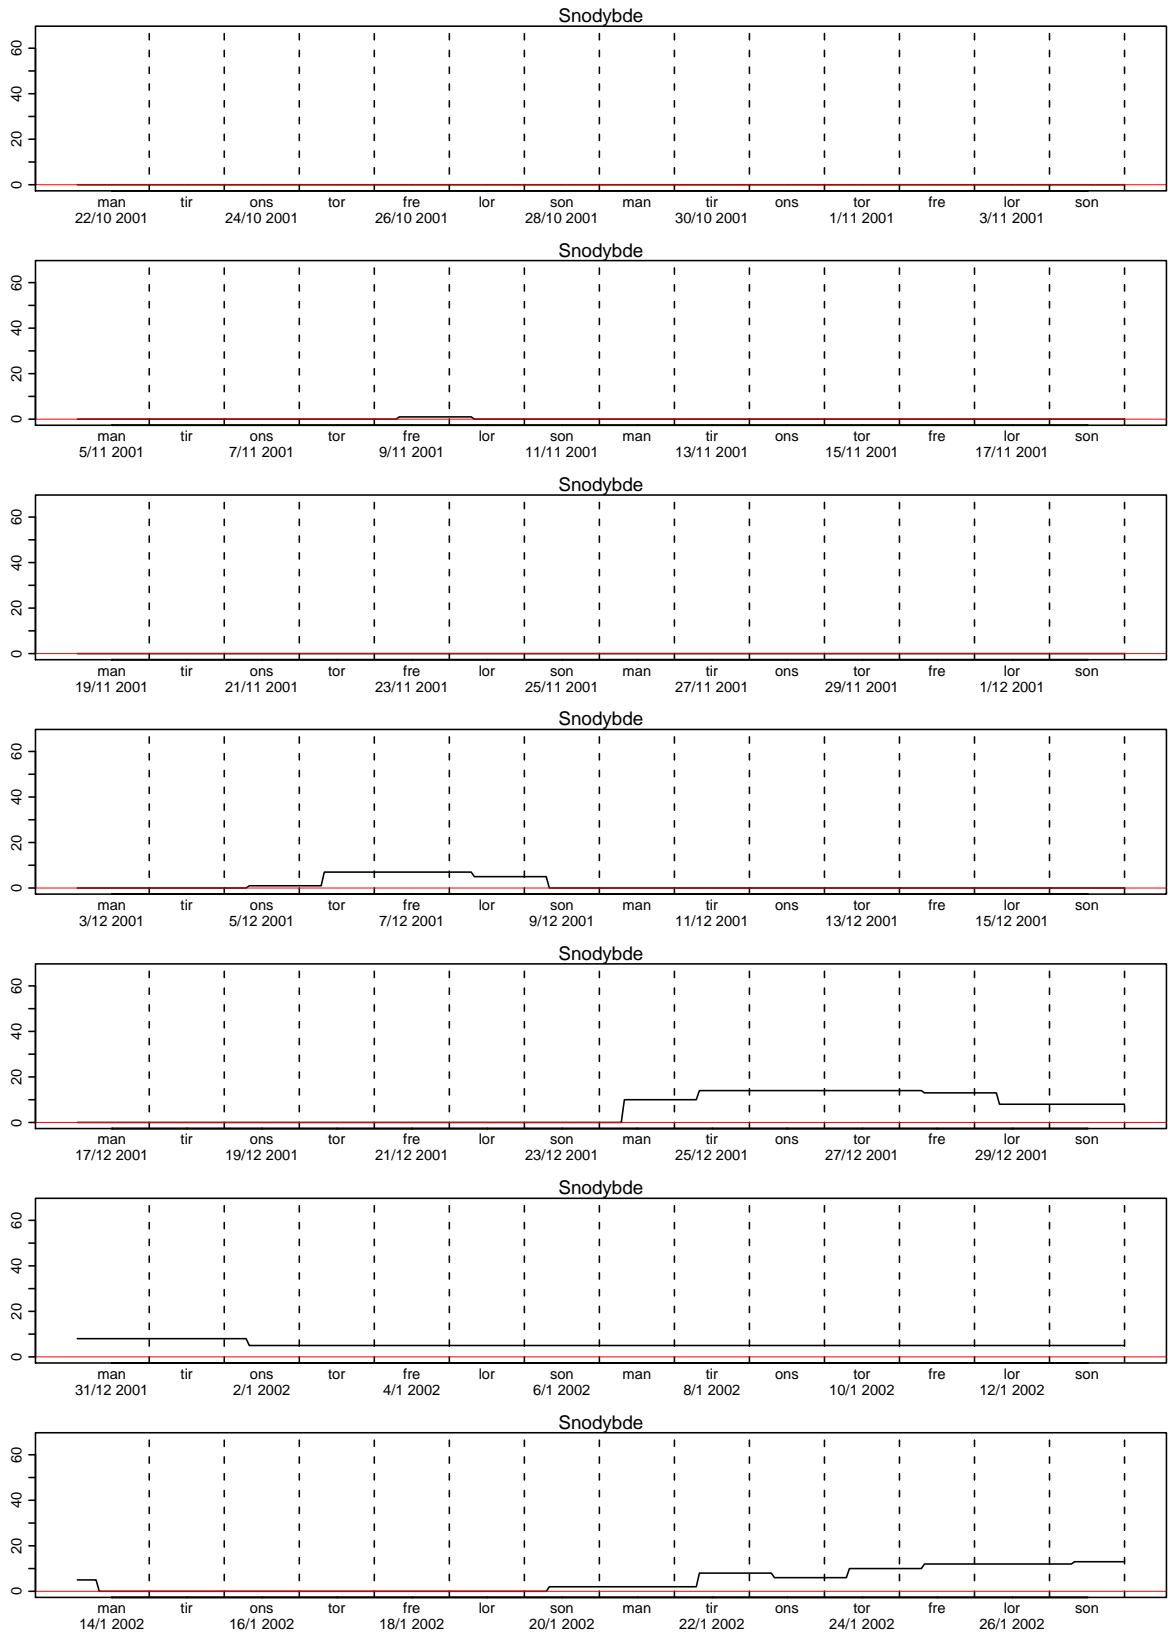 Snodybde
60
40
20
0
man tir ons tor fre lor son man tir ons tor fre lor son
22/10 2001 24/10 2001 26/10 2001 28/10 2001 30/10 2001 1/11 2001 3/11 2001
Snodybde
60
40
20
0
man tir ons tor fre lor son man tir ons tor fre lor son
5/11 2001 7/11 2001 9/11 2001 11/11 2001 13/11 2001 15/11 2001 17/11 2001
Snodybde
60
40
20
0
man tir ons tor fre lor son man tir ons tor fre lor son
19/11 2001 21/11 2001 23/11 2001 25/11 2001 27/11 2001 29/11 2001 1/12 2001
Snodybde
60
40
20
0
man tir ons tor fre lor son man tir ons tor fre lor son
3/12 2001 5/12 2001 7/12 2001 9/12 2001 11/12 2001 13/12 2001 15/12 2001
Snodybde
60
40
20
0
man tir ons tor fre lor son man tir ons tor fre lor son
17/12 2001 19/12 2001 21/12 2001 23/12 2001 25/12 2001 27/12 2001 29/12 2001
Snodybde
60
40
20
0
man tir ons tor fre lor son man tir ons tor fre lor son
31/12 2001 2/1 2002 4/1 2002 6/1 2002 8/1 2002 10/1 2002 12/1 2002
Snodybde
60
40
20
0
man tir ons tor fre lor son man tir ons tor fre lor son
14/1 2002 16/1 2002 18/1 2002 20/1 2002 22/1 2002 24/1 2002 26/1 2002